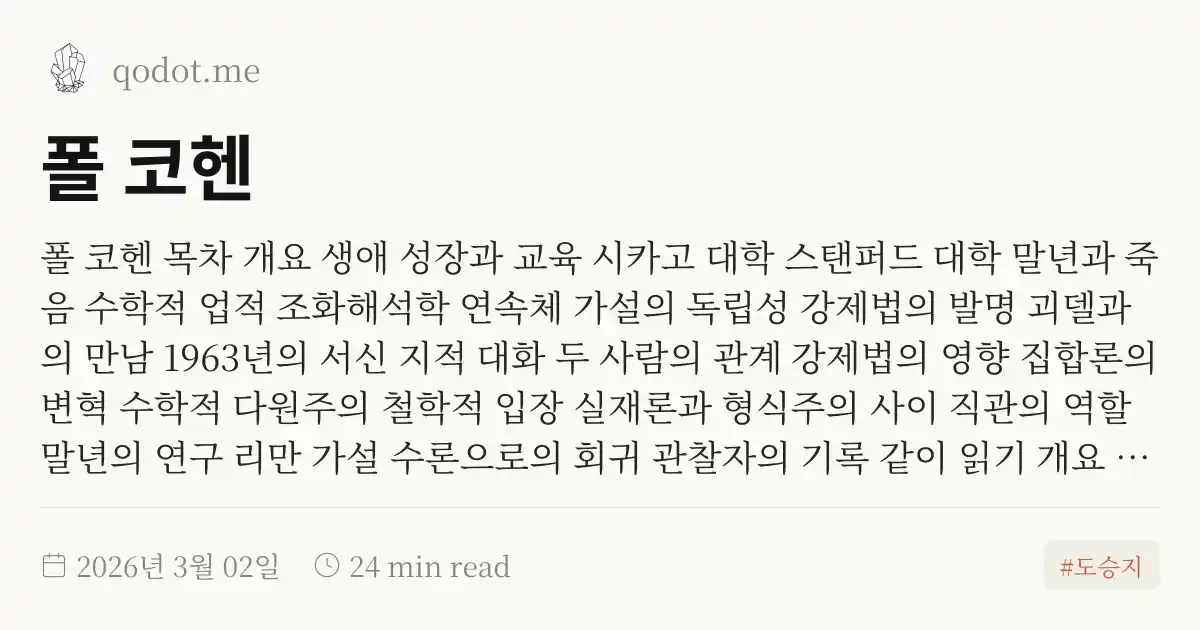 qodot.me
폴 코헨
폴 코헨 목차 개요 생애 성장과 교육 시카고 대학 스탠퍼드 대학 말년과 죽
음 수학적 업적 조화해석학 연속체 가설의 독립성 강제법의 발명 괴델과
의 만남 1963년의 서신 지적 대화 두 사람의 관계 강제법의 영향 집합론의
변혁 수학적 다원주의 철학적 입장 실재론과 형식주의 사이 직관의 역할
말년의 연구 리만 가설 수론으로의 회귀 관찰자의 기록 같이 읽기 개요 …
2026년 3월 02일 24 min read #도승지